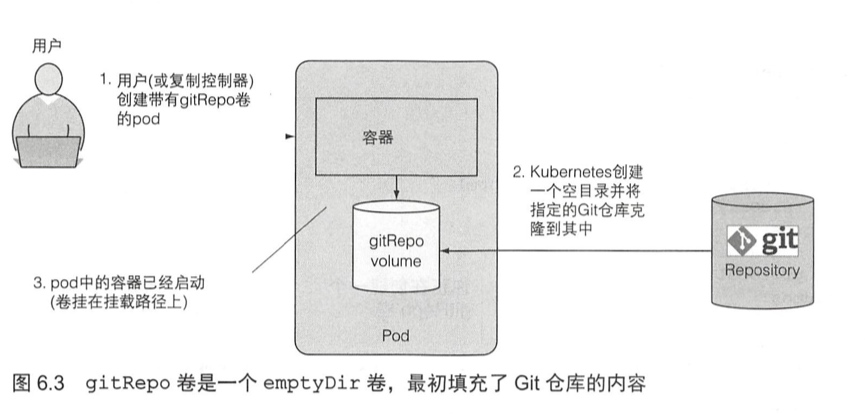 用户
1. 用户(或复制控制器)
创建带有gitRepo卷
的pod
容器
2. Kubernetes创建
一个空目录并将
指定的Git仓库克
隆到其中
gitRepo
volume
git
Repository
3. pod中的容器已经启动
(卷挂在挂载路径上)
Pod
图 6.3 gitRepo 卷是一个 emptyDir 卷，最初填充了 Git 仓库的内容